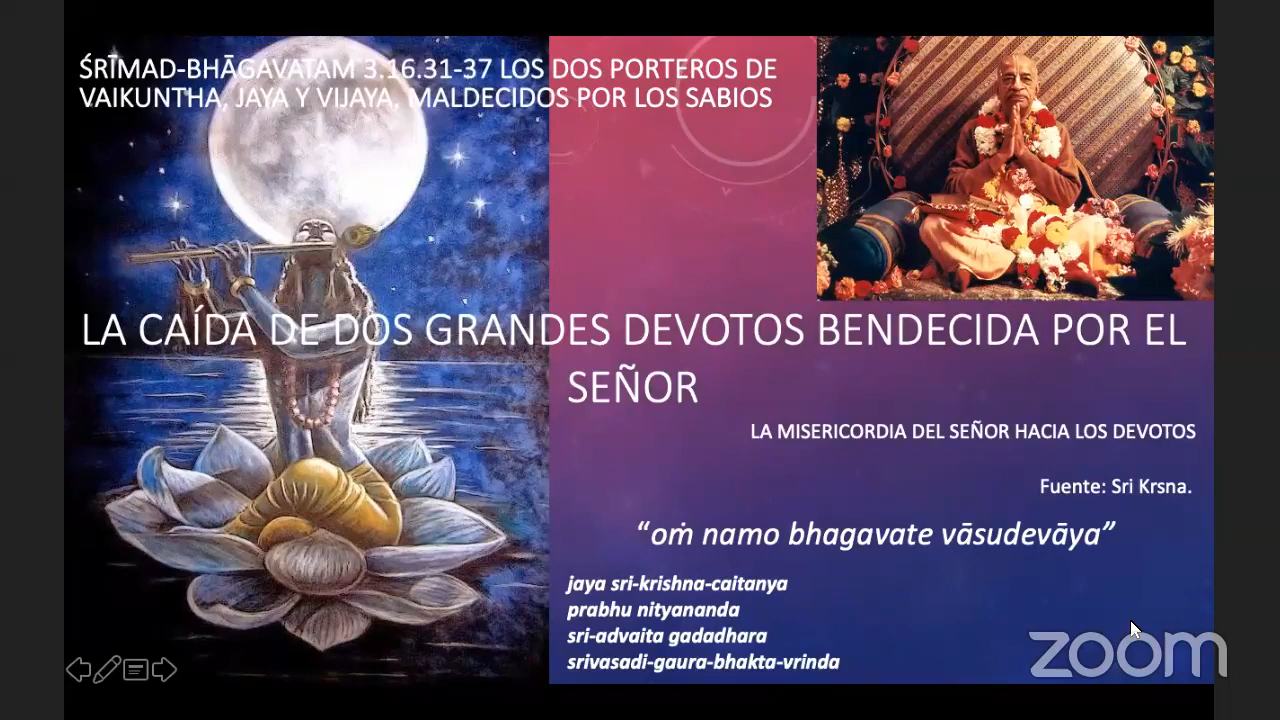 ŚRĪMAD-BHĀGAVATAM 3.16.31-37 LOS DOS PORTEROS DE
VAIKUNTHA, JAYA Y VIJAYA, MALDECIDOS POR LOS SABIOS
LA CAÍDA DE DOS GRANDES DEVOTOS BENDECIDA POR EL
SEÑOR
LA MISERICORDIA DEL SEÑOR HACIA LOS DEVOTOS
Fuente: Sri Krsna.
“oṁ namo bhagavate vāsudevāya”
jaya sri-krishna-caitanya
prabhu nityananda
sri-advaita gadadhara
srivasadi-gaura-bhakta-vrinda
zoom